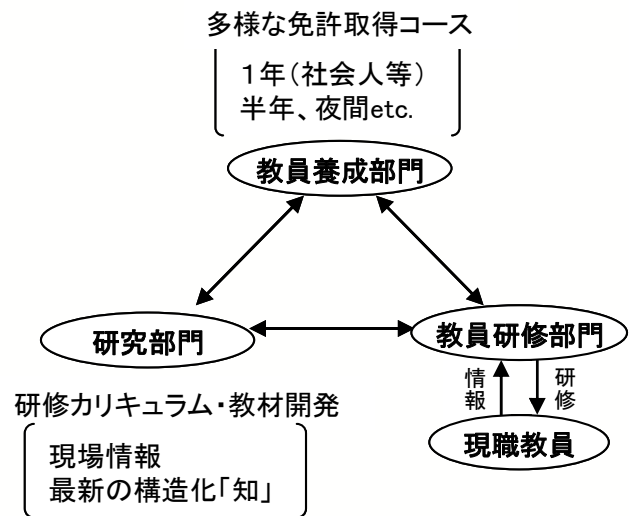 多様な免許取得コース
1年(社会人等)
半年、夜間etc.
教員養成部門
研究部門
教員研修部門
情報
研修
現職教員
研修カリキュラム・教材開発
現場情報
最新の構造化「知」